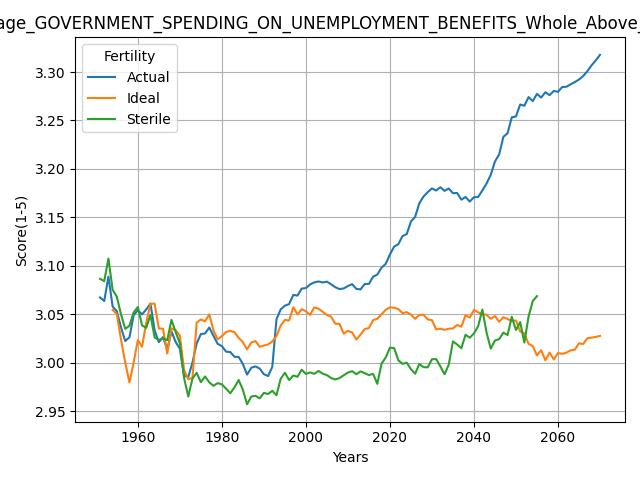 age_GOVERNMENT_SPENDING_ON_UNEMPLOYMENT_BENEFITS_Whole_Above_
Fertility
Actual
Ideal
Sterile
Score(1-5)
3.30
3.25
3.20
3.15
3.10
3.05
3.00
2.95
1960 1980 2000 2020 2040 2060
Years